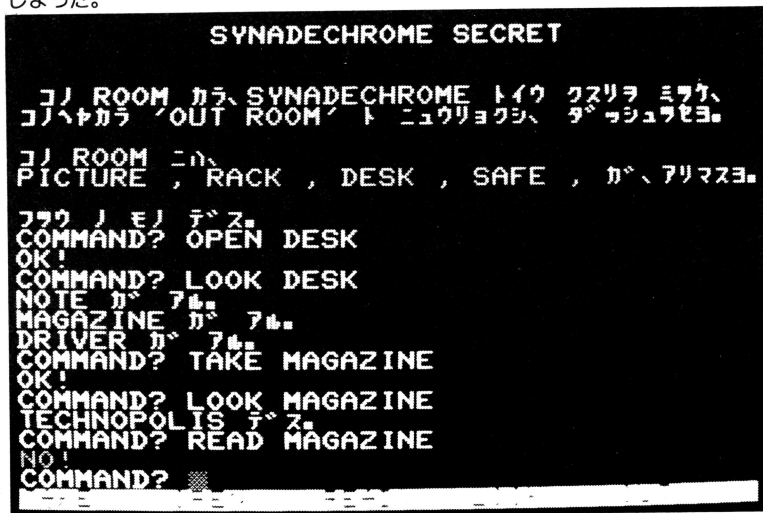 SYNADECHROME SECRET
コノ ROOM カラ、SYNADECHROME トイウ クスリヲ ミツケ、
コノヘヤカラ 'OUT ROOM' ト ニュウリョクシ、 ダッシュツセヨ。
コノ ROOM ニハ、
PICTURE , RACK , DESK , SAFE , ガ、アリマスヨ。
フツウ ノ モノ デス。
COMMAND? OPEN DESK
OK!
COMMAND? LOOK DESK
NOTE ガ アル。
MAGAZINE ガ アル。
DRIVER ガ アル。
COMMAND? TAKE MAGAZINE
OK!
COMMAND? LOOK MAGAZINE
TECHNOPOLIS デス。
COMMAND? READ MAGAZINE
NO!
COMMAND?